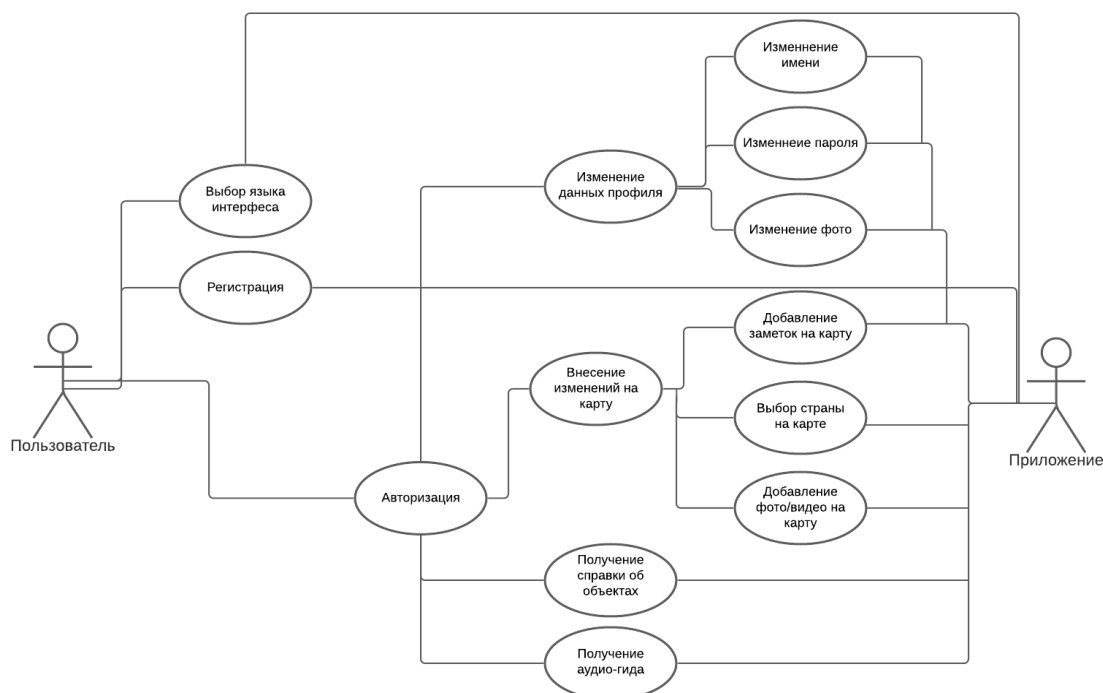 Изменнение
имени
Изменнеие пароля
Изменение
данных профиля
Выбор языка
интерфеса
Изменение фото
Регистрация
Добавление
заметок на карту
Внесение
изменений на
карту
Выбор страны
на карте
Пользователь
Приложение
Авторизация
Добавление
фото/видео на
карту
Получение
справки об
объектах
Получение
аудио-гида